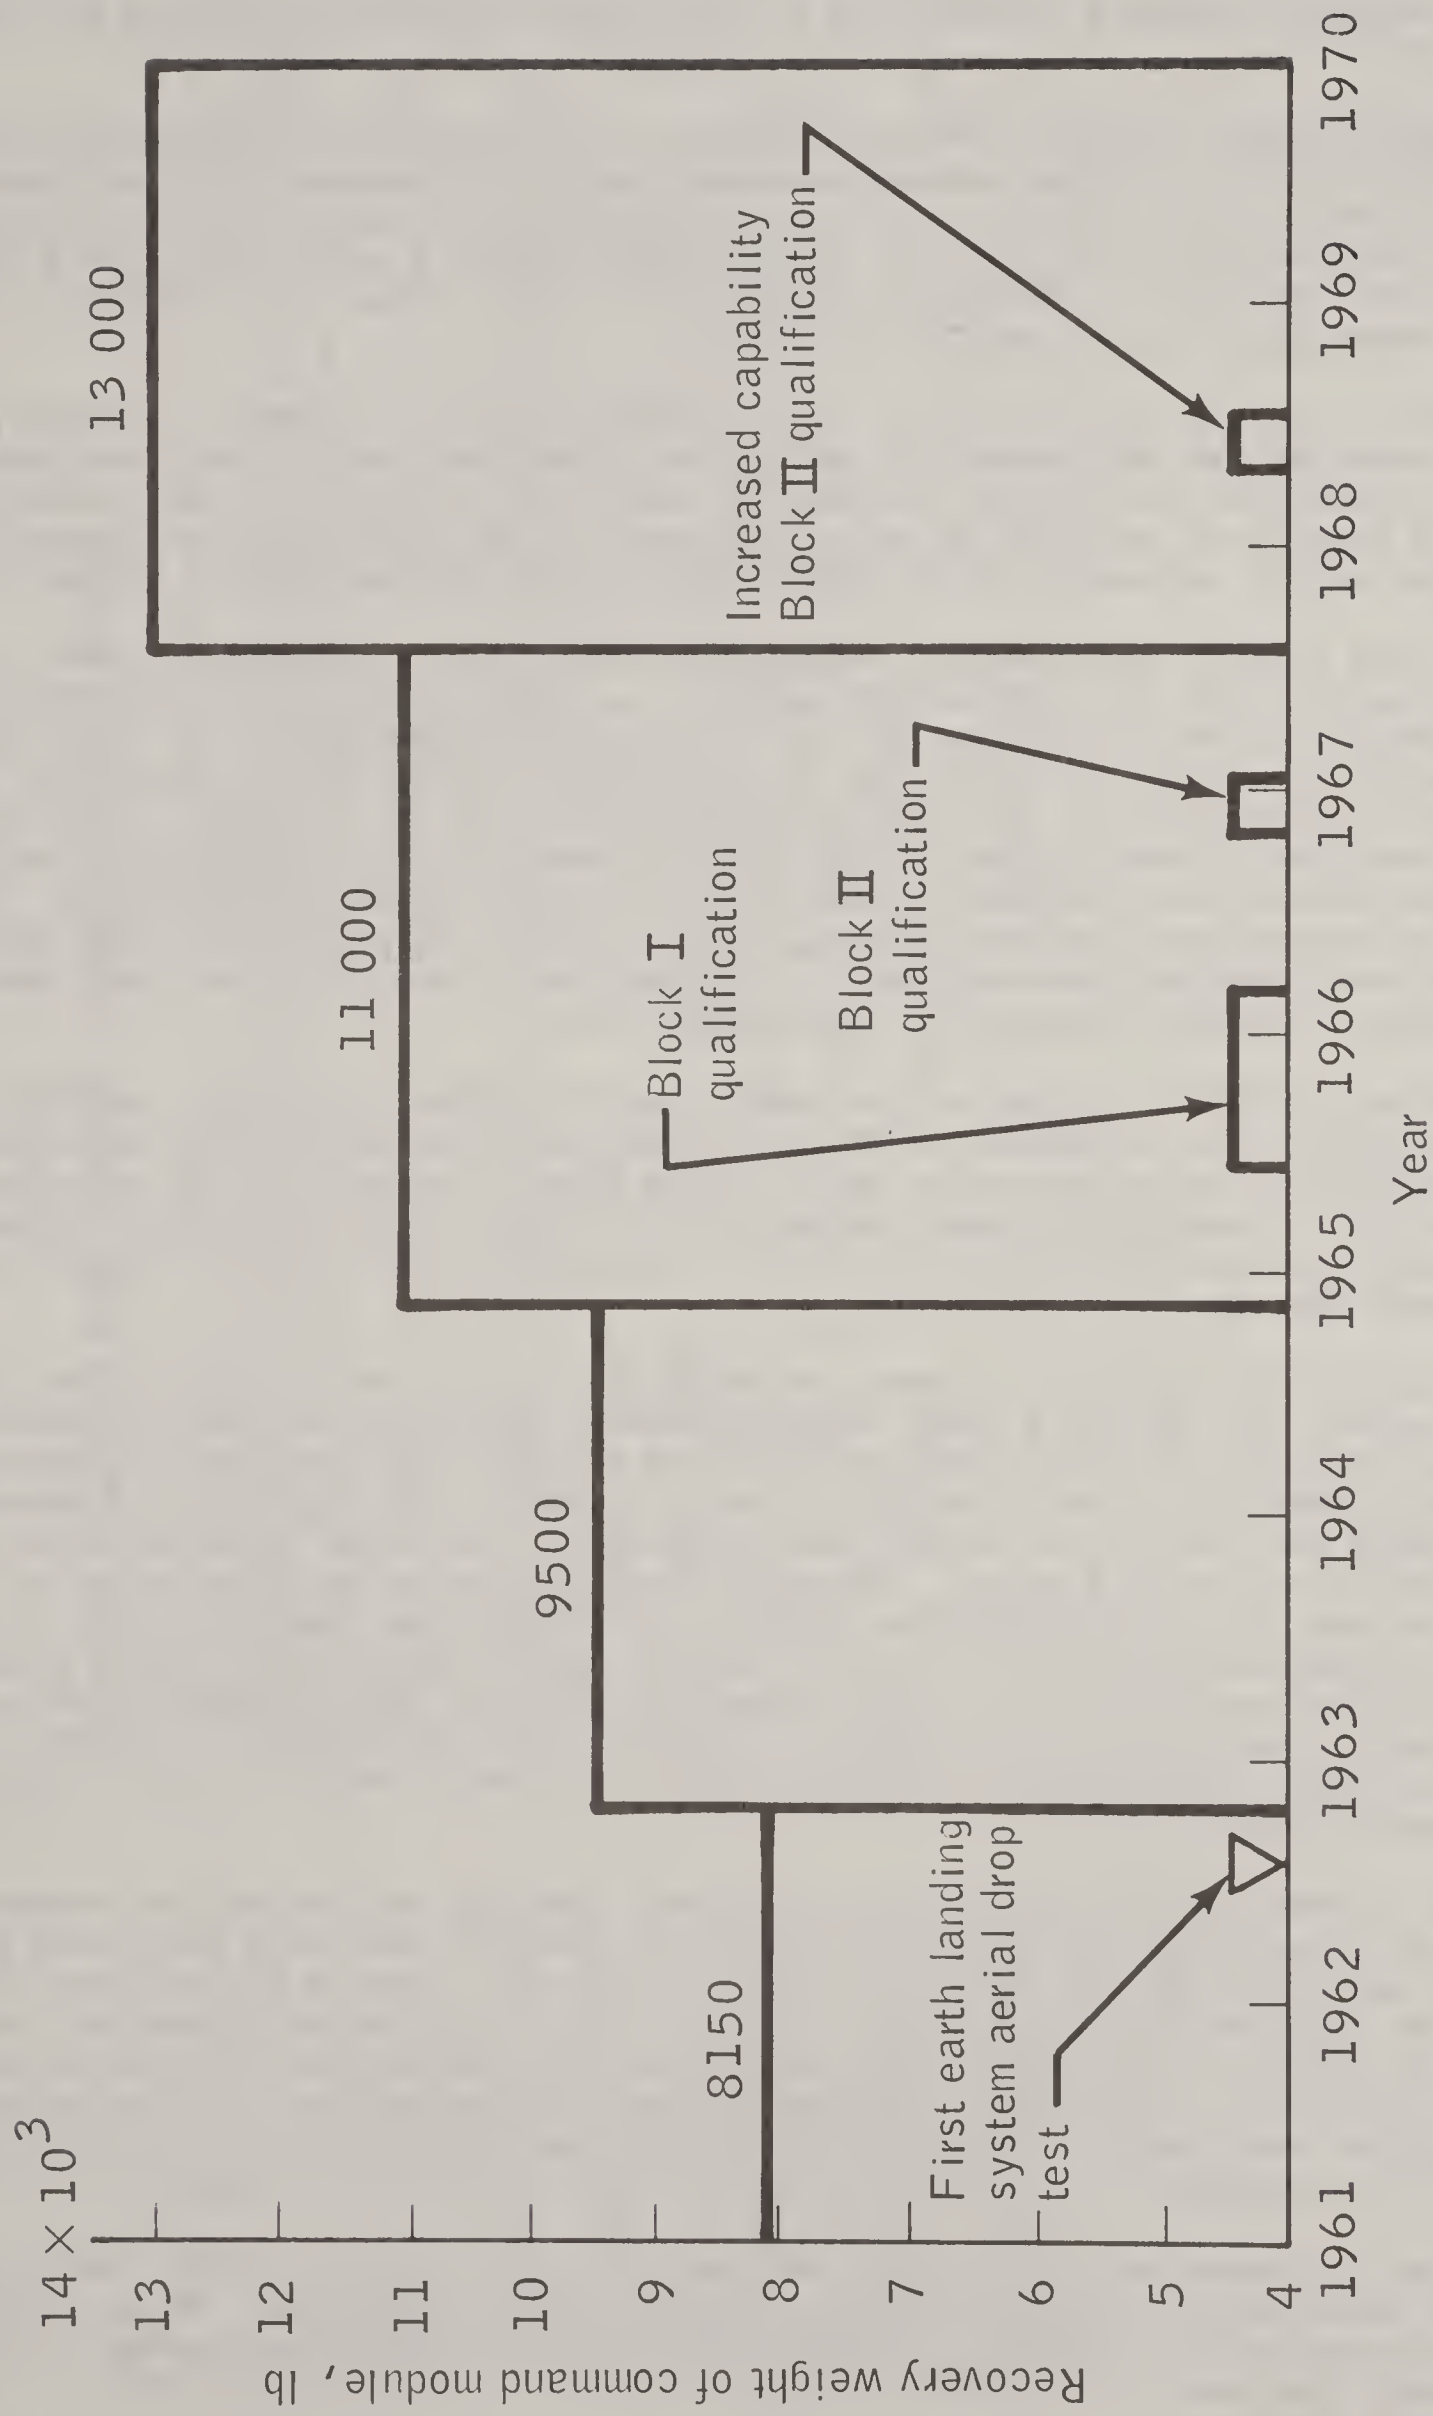 14 × 10³
13
12
11
10
9
8
7
6
5
4
Recovery weight of command module, lb
8150
9500
11 000
13 000
First earth landing
system aerial drop
test
Block I
qualification
Block II
qualification
Increased capability
Block II qualification
1961 1962 1963 1964 1965 1966 1967 1968 1969 1970
Year